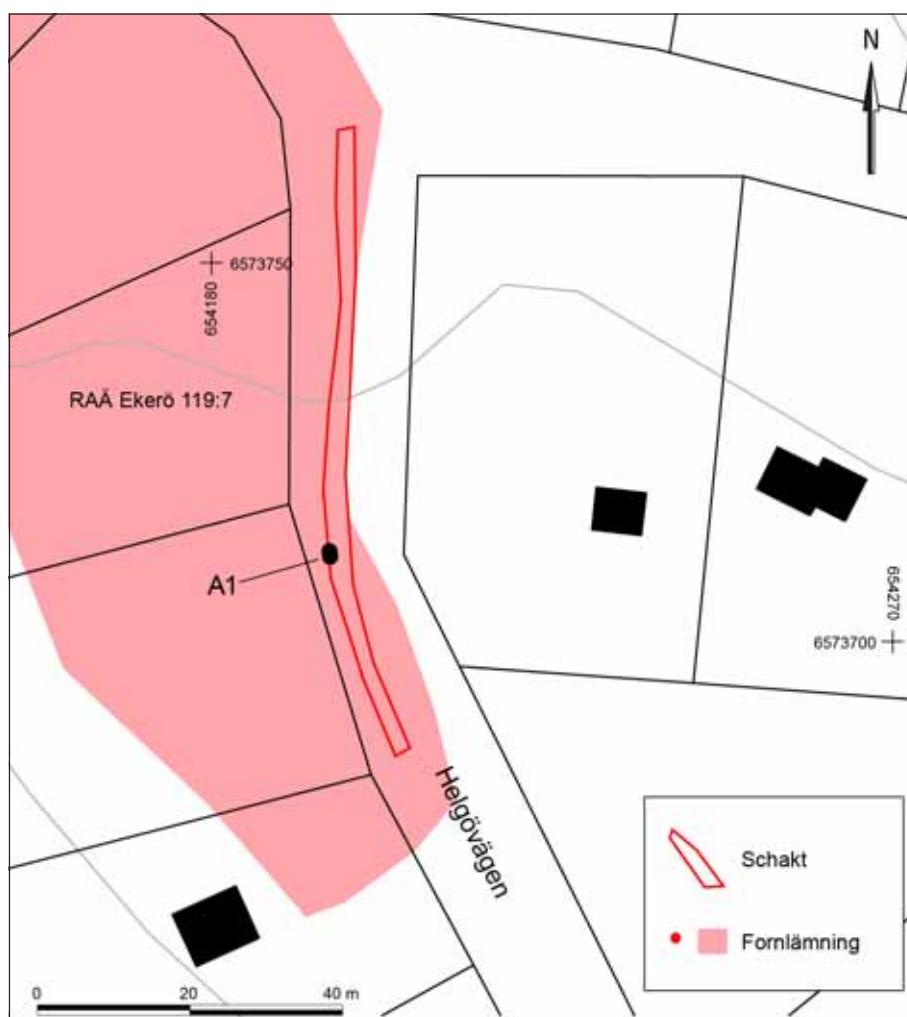 N
6573750
654180
RAÄ Ekerö 119:7
A1
654270
6573700
Helgövägen
Schakt
Fornlämning
0 20 40 m